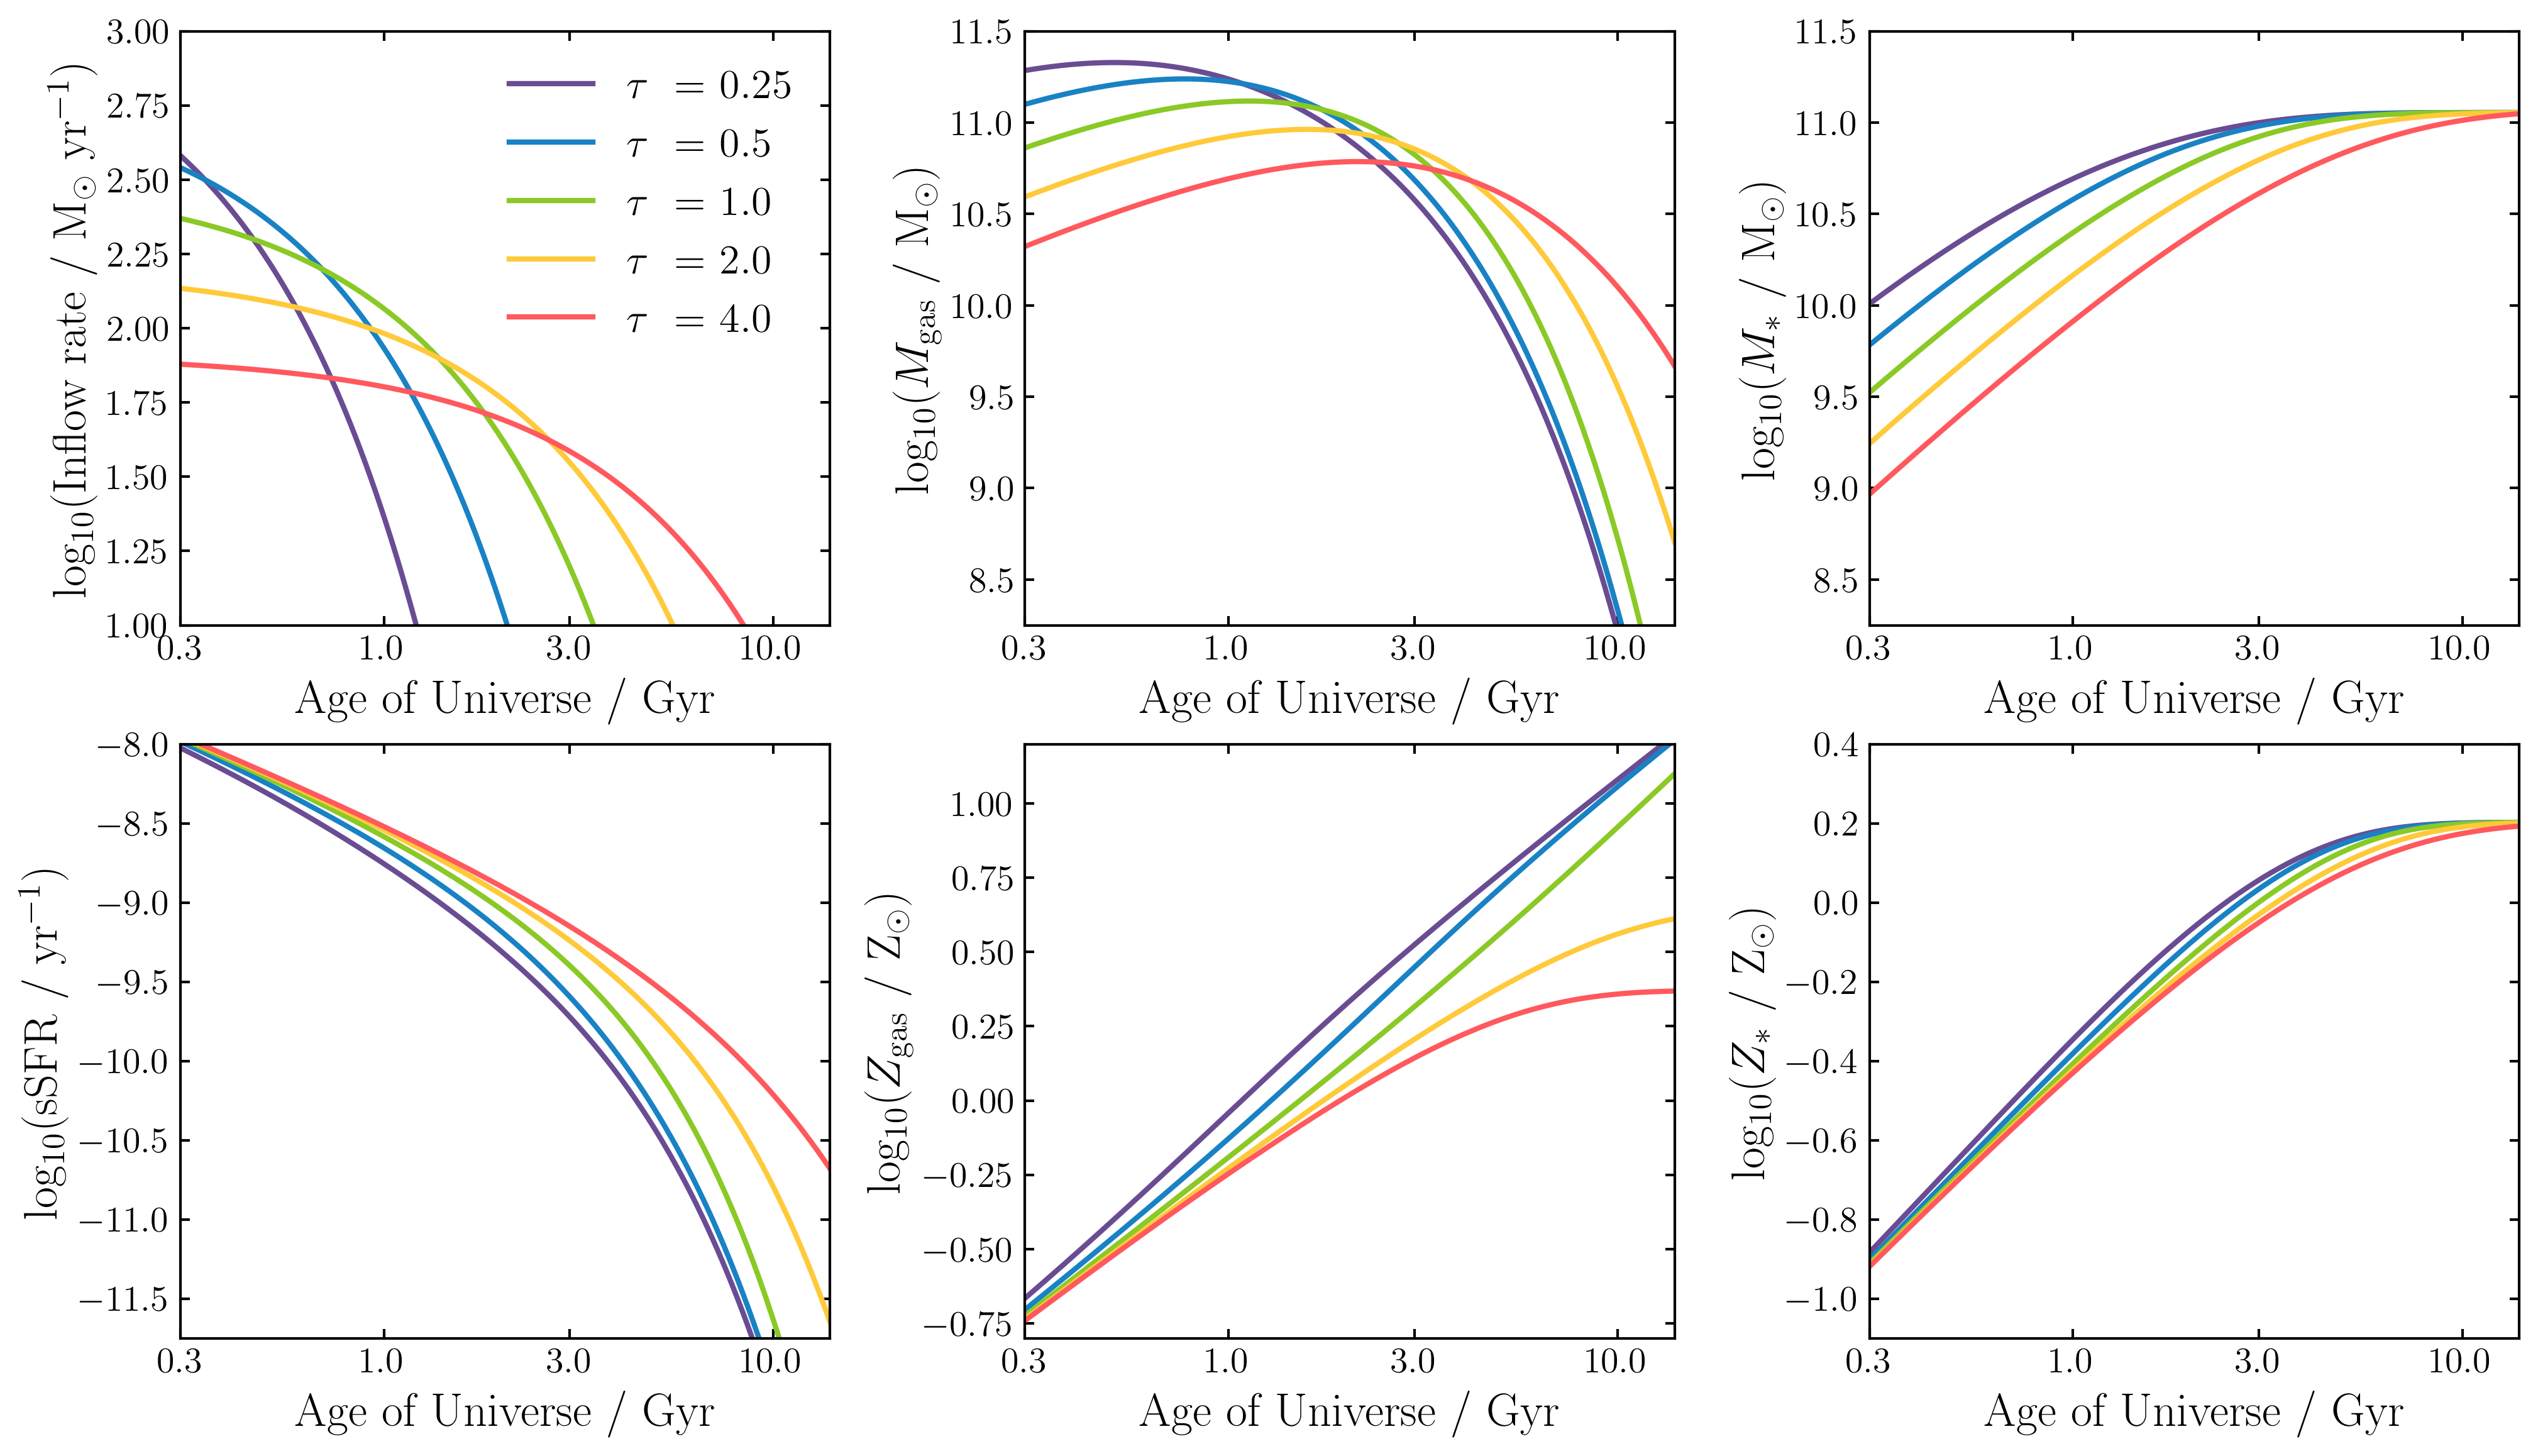 log₁₀(Inflow rate / M⊙ yr⁻¹)
3.00
2.75
2.50
2.25
2.00
1.75
1.50
1.25
1.00
τ = 0.25
τ = 0.5
τ = 1.0
τ = 2.0
τ = 4.0
0.3 1.0 3.0 10.0
Age of Universe / Gyr
log₁₀(M_gas / M⊙)
11.5
11.0
10.5
10.0
9.5
9.0
8.5
0.3 1.0 3.0 10.0
Age of Universe / Gyr
log₁₀(M∗ / M⊙)
11.5
11.0
10.5
10.0
9.5
9.0
8.5
0.3 1.0 3.0 10.0
Age of Universe / Gyr
log₁₀(sSFR / yr⁻¹)
−8.0
−8.5
−9.0
−9.5
−10.0
−10.5
−11.0
−11.5
0.3 1.0 3.0 10.0
Age of Universe / Gyr
log₁₀(Z_gas / Z⊙)
1.00
0.75
0.50
0.25
0.00
−0.25
−0.50
−0.75
0.3 1.0 3.0 10.0
Age of Universe / Gyr
log₁₀(Z∗ / Z⊙)
0.4
0.2
0.0
−0.2
−0.4
−0.6
−0.8
−1.0
0.3 1.0 3.0 10.0
Age of Universe / Gyr